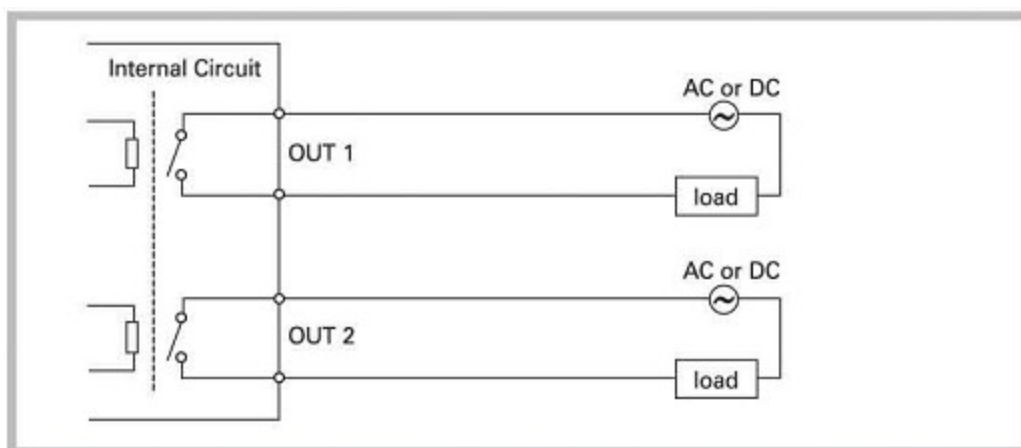 Internal Circuit
AC or DC
OUT 1
load
AC or DC
OUT 2
load